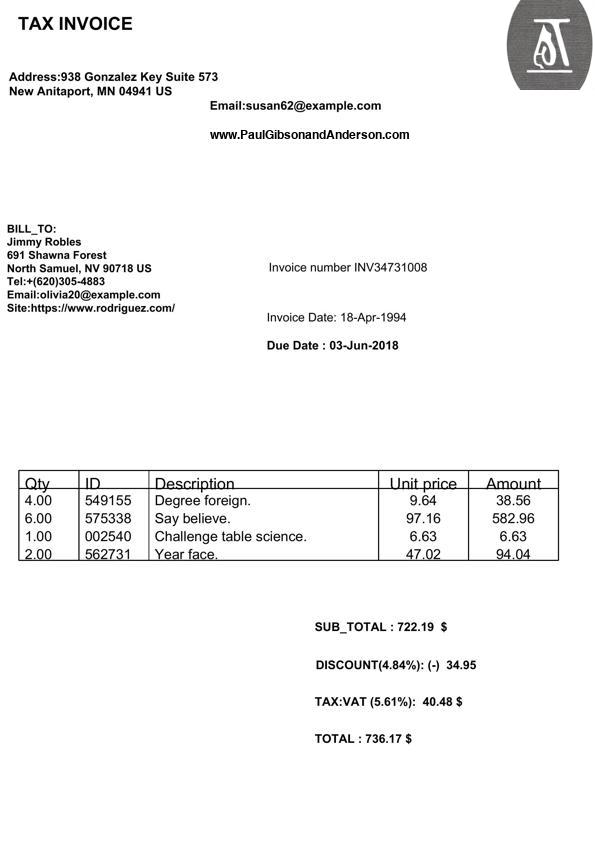 TAX INVOICE
Address:938 Gonzalez Key Suite 573
New Anitaport, MN 04941 US
Email:susan62@example.com
www.PaulGibsonandAnderson.com
BILL_TO:
Jimmy Robles
691 Shawna Forest
North Samuel, NV 90718 US
Tel:+(620)305-4883
Email:olivia20@example.com
Site:https://www.rodriguez.com/
Invoice number INV34731008
Invoice Date: 18-Apr-1994
Due Date : 03-Jun-2018
Qty ID Description Unit price Amount
4.00 549155 Degree foreign. 9.64 38.56
6.00 575338 Say believe. 97.16 582.96
1.00 002540 Challenge table science. 6.63 6.63
2.00 562731 Year face. 47.02 94.04
SUB_TOTAL : 722.19 $
DISCOUNT(4.84%): (-) 34.95
TAX:VAT (5.61%): 40.48 $
TOTAL : 736.17 $